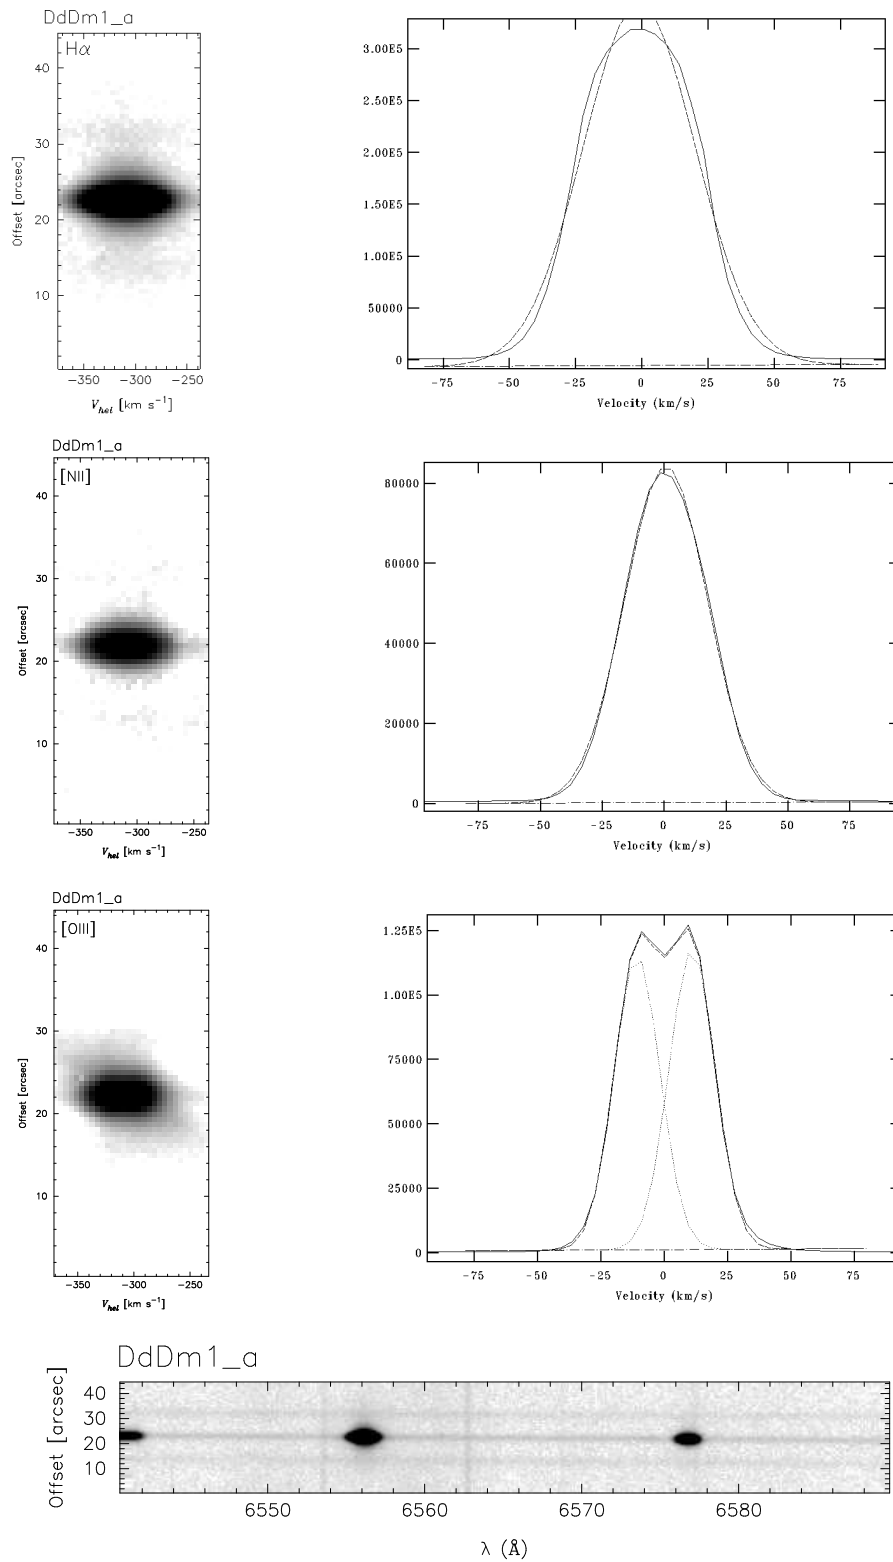 DdDm1_a
Hα
40
30
20
10
Offset [arcsec]
−350 −300 −250
V_hel [km s⁻¹]
3.00E5
2.50E5
2.00E5
1.50E5
1.00E5
50000
0
-75 -50 -25 0 25 50 75
Velocity (km/s)
DdDm1_a
[NII]
40
30
20
10
Offset [arcsec]
−350 −300 −250
V_hel [km s⁻¹]
80000
60000
40000
20000
0
-75 -50 -25 0 25 50 75
Velocity (km/s)
DdDm1_a
[OIII]
40
30
20
10
Offset [arcsec]
−350 −300 −250
V_hel [km s⁻¹]
1.25E5
1.00E5
75000
50000
25000
0
-75 -50 -25 0 25 50 75
Velocity (km/s)
DdDm1_a
40
30
20
10
Offset [arcsec]
6550 6560 6570 6580
λ (Å)